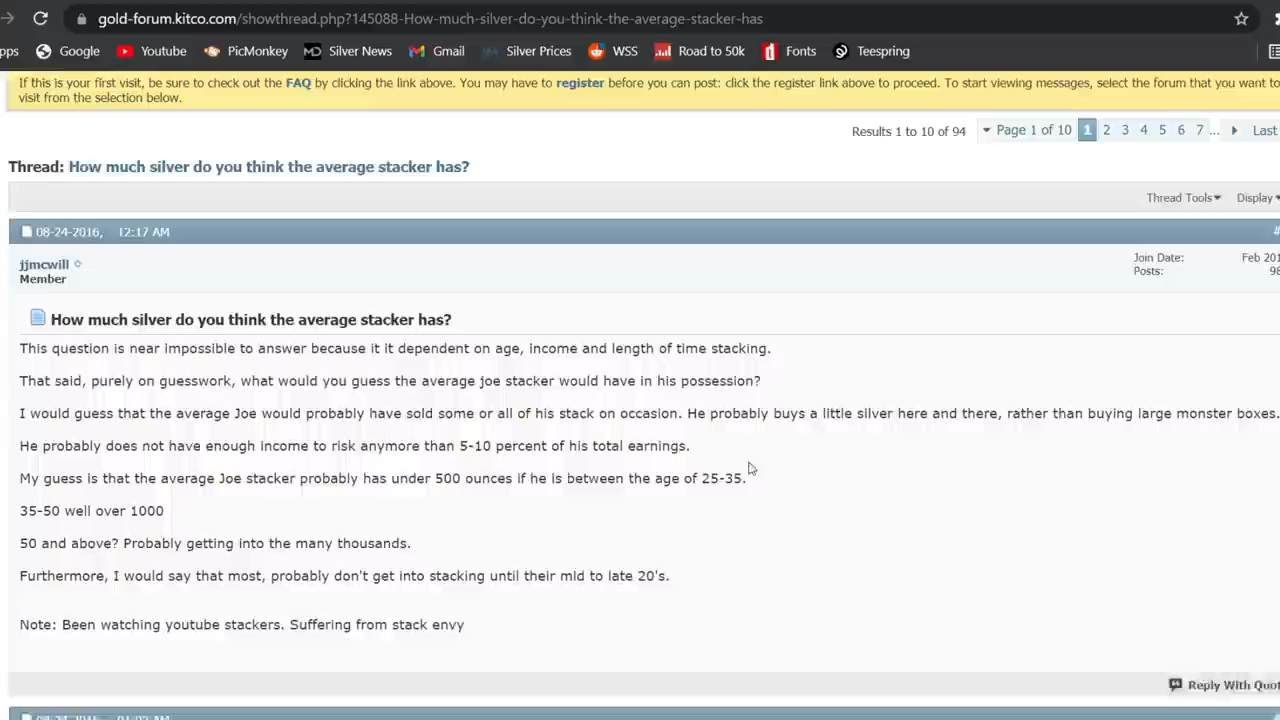 gold-forum.kitco.com/showthread.php?145088-How-much-silver-do-you-think-the-average-stacker-has
Google Youtube PicMonkey Silver News Gmail Silver Prices WSS Road to 50k Fonts Teespring
If this is your first visit, be sure to check out the FAQ by clicking the link above. You may have to register before you can post: click the register link above to proceed. To start viewing messages, select the forum that you want to
visit from the selection below.
Results 1 to 10 of 94 Page 1 of 10 1 2 3 4 5 6 7 ... Last
Thread: How much silver do you think the average stacker has?
Thread Tools Display
08-24-2016, 12:17 AM #
jjmcwill
Member
Join Date: Feb 201
Posts: 98
How much silver do you think the average stacker has?
This question is near impossible to answer because it it dependent on age, income and length of time stacking.
That said, purely on guesswork, what would you guess the average joe stacker would have in his possession?
I would guess that the average Joe would probably have sold some or all of his stack on occasion. He probably buys a little silver here and there, rather than buying large monster boxes.
He probably does not have enough income to risk anymore than 5-10 percent of his total earnings.
My guess is that the average Joe stacker probably has under 500 ounces if he is between the age of 25-35.
35-50 well over 1000
50 and above? Probably getting into the many thousands.
Furthermore, I would say that most, probably don't get into stacking until their mid to late 20's.
Note: Been watching youtube stackers. Suffering from stack envy
Reply With Quot